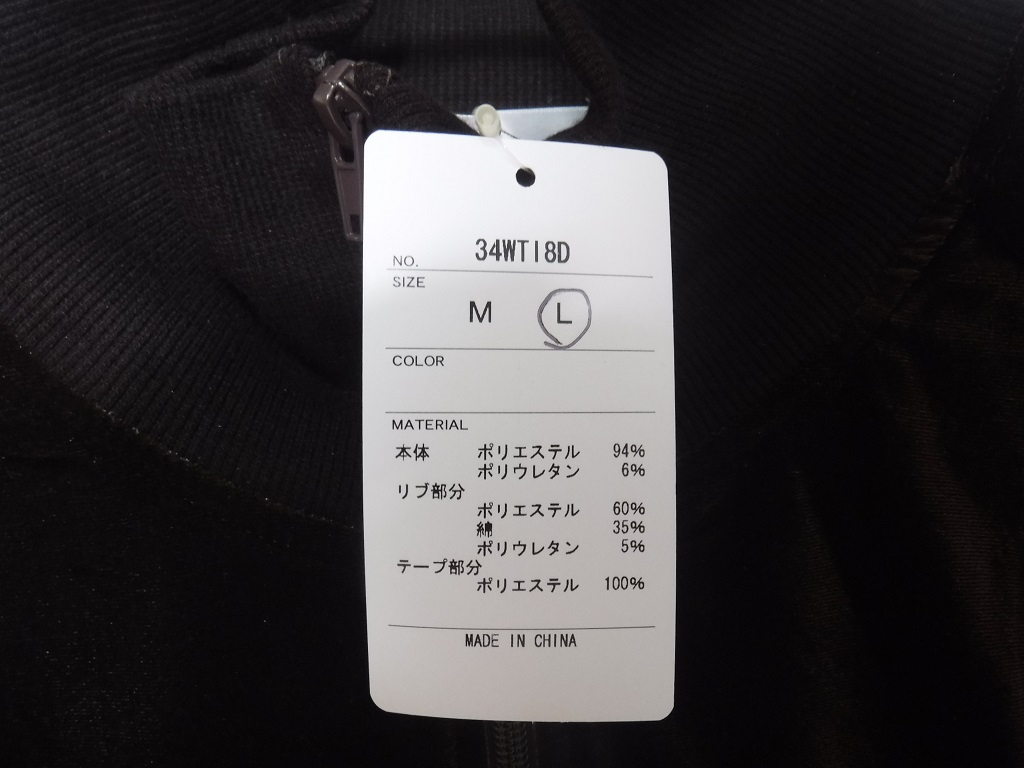 NO. 34WT18D
SIZE
M L
COLOR
MATERIAL
本体 ポリエステル 94%
ポリウレタン 6%
リブ部分
ポリエステル 60%
綿 35%
ポリウレタン 5%
テープ部分
ポリエステル 100%
MADE IN CHINA